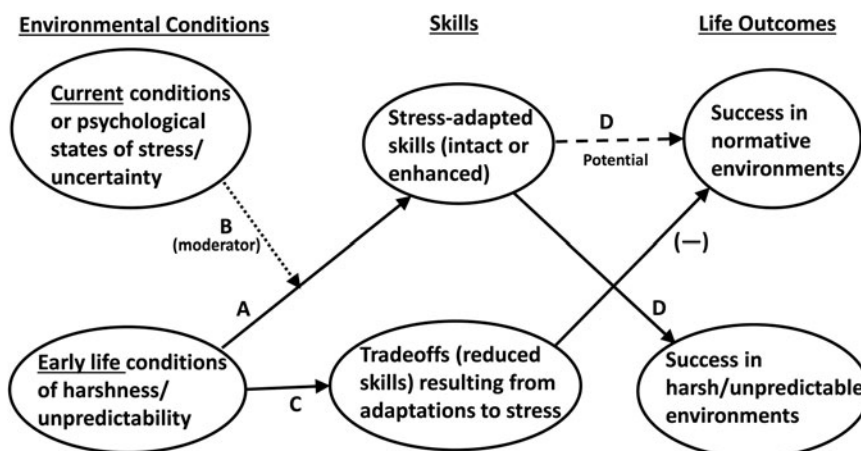 Environmental Conditions
Skills
Life Outcomes
Current conditions
or psychological
states of stress/
uncertainty
Stress-adapted
skills (intact or
enhanced)
D
Potential
Success in
normative
environments
B
(moderator)
A
(—)
D
Early life conditions
of harshness/
unpredictability
C
Tradeoffs (reduced
skills) resulting from
adaptations to stress
Success in
harsh/unpredictable
environments